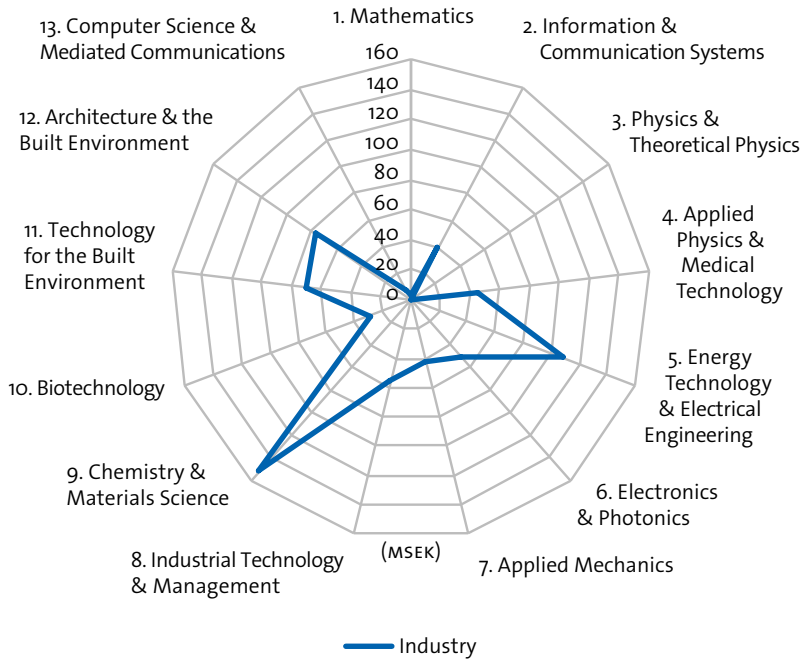 1. Mathematics
2. Information &
Communication Systems
3. Physics &
Theoretical Physics
4. Applied
Physics &
Medical
Technology
5. Energy
Technology
& Electrical
Engineering
6. Electronics
& Photonics
7. Applied Mechanics
8. Industrial Technology
& Management
9. Chemistry &
Materials Science
10. Biotechnology
11. Technology
for the Built
Environment
12. Architecture & the
Built Environment
13. Computer Science &
Mediated Communications
160
140
120
100
80
60
40
20
0
(MSEK)
Industry